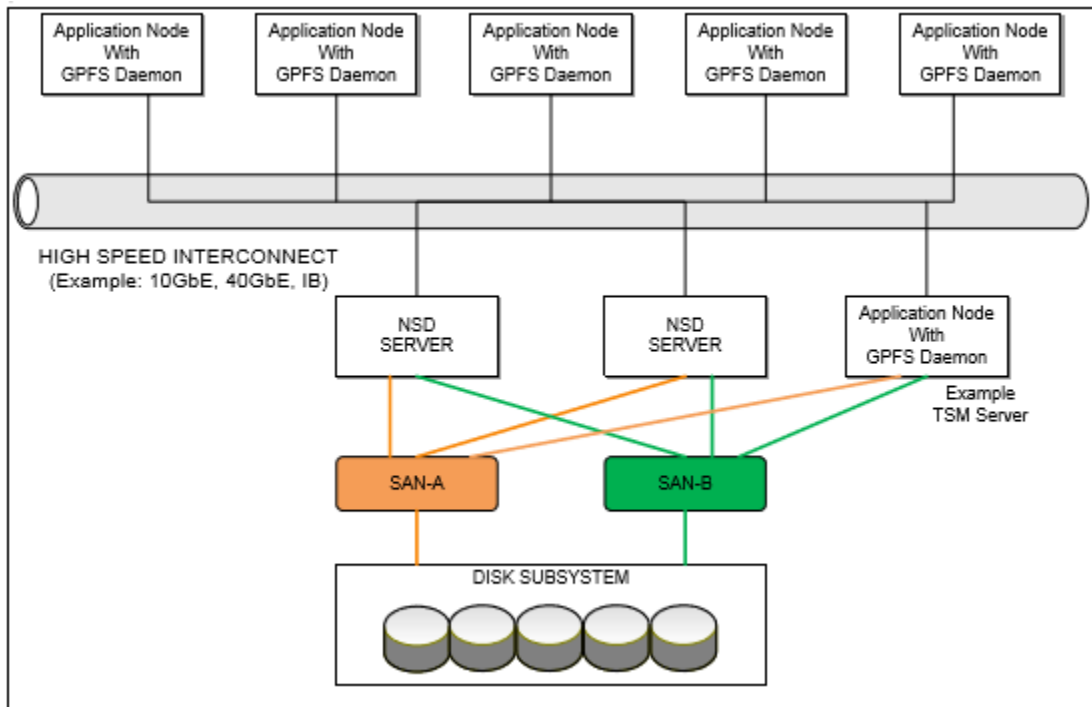 Application Node
With
GPFS Daemon
Application Node
With
GPFS Daemon
Application Node
With
GPFS Daemon
Application Node
With
GPFS Daemon
Application Node
With
GPFS Daemon
HIGH SPEED INTERCONNECT
(Example: 10GbE, 40GbE, IB)
NSD
SERVER
NSD
SERVER
Application Node
With
GPFS Daemon
Example
TSM Server
SAN-A
SAN-B
DISK SUBSYSTEM